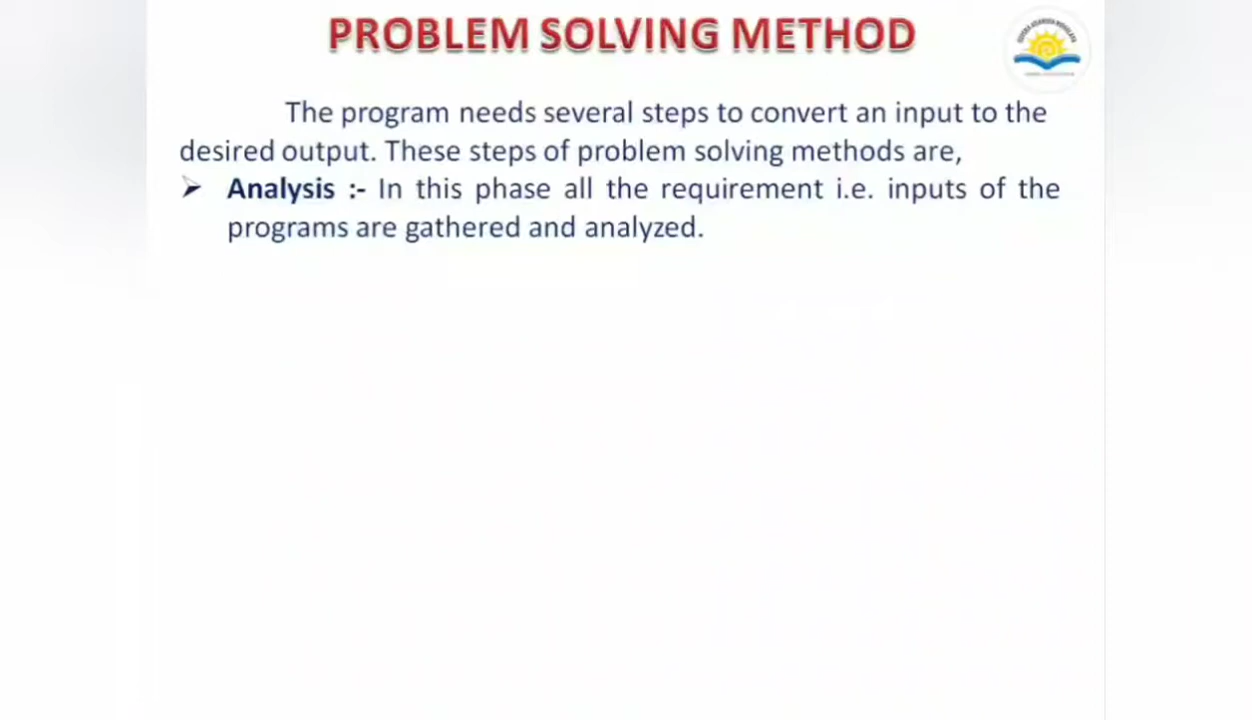 PROBLEM SOLVING METHOD
The program needs several steps to convert an input to the
desired output. These steps of problem solving methods are,
➤ Analysis :- In this phase all the requirement i.e. inputs of the
programs are gathered and analyzed.